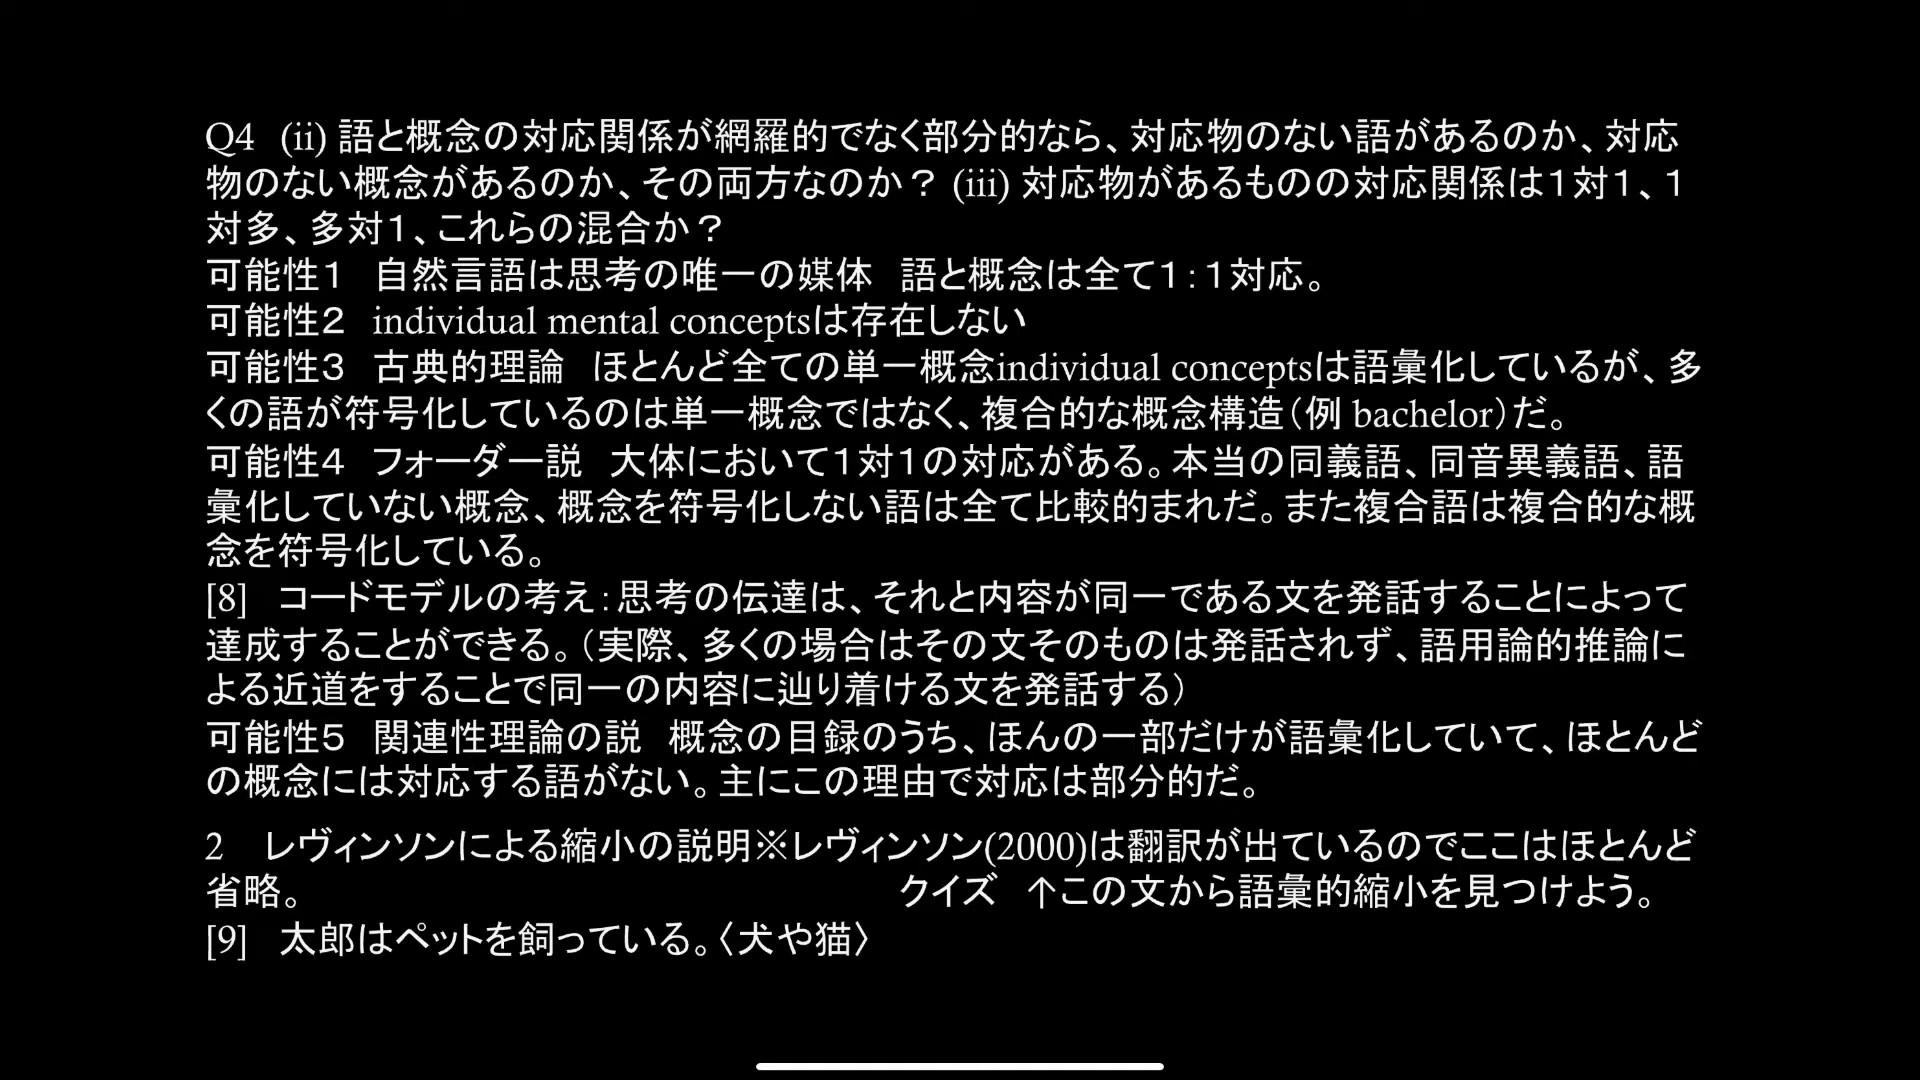 Q4 (ii) 語と概念の対応関係が網羅的でなく部分的なら、対応物のない語があるのか、対応
物のない概念があるのか、その両方なのか？ (iii) 対応物があるものの対応関係は１対１、１
対多、多対１、これらの混合か？
可能性１　自然言語は思考の唯一の媒体　語と概念は全て１：１対応。
可能性２　individual mental conceptsは存在しない
可能性３　古典的理論　ほとんど全ての単一概念individual conceptsは語彙化しているが、多
くの語が符号化しているのは単一概念ではなく、複合的な概念構造（例 bachelor）だ。
可能性４　フォーダー説　大体において１対１の対応がある。本当の同義語、同音異義語、語
彙化していない概念、概念を符号化しない語は全て比較的まれだ。また複合語は複合的な概
念を符号化している。
[8]　コードモデルの考え：思考の伝達は、それと内容が同一である文を発話することによって
達成することができる。（実際、多くの場合はその文そのものは発話されず、語用論的推論に
よる近道をすることで同一の内容に辿り着ける文を発話する）
可能性５　関連性理論の説　概念の目録のうち、ほんの一部だけが語彙化していて、ほとんど
の概念には対応する語がない。主にこの理由で対応は部分的だ。
2　レヴィンソンによる縮小の説明※レヴィンソン(2000)は翻訳が出ているのでここはほとんど
省略。　クイズ　↑この文から語彙的縮小を見つけよう。
[9]　太郎はペットを飼っている。〈犬や猫〉